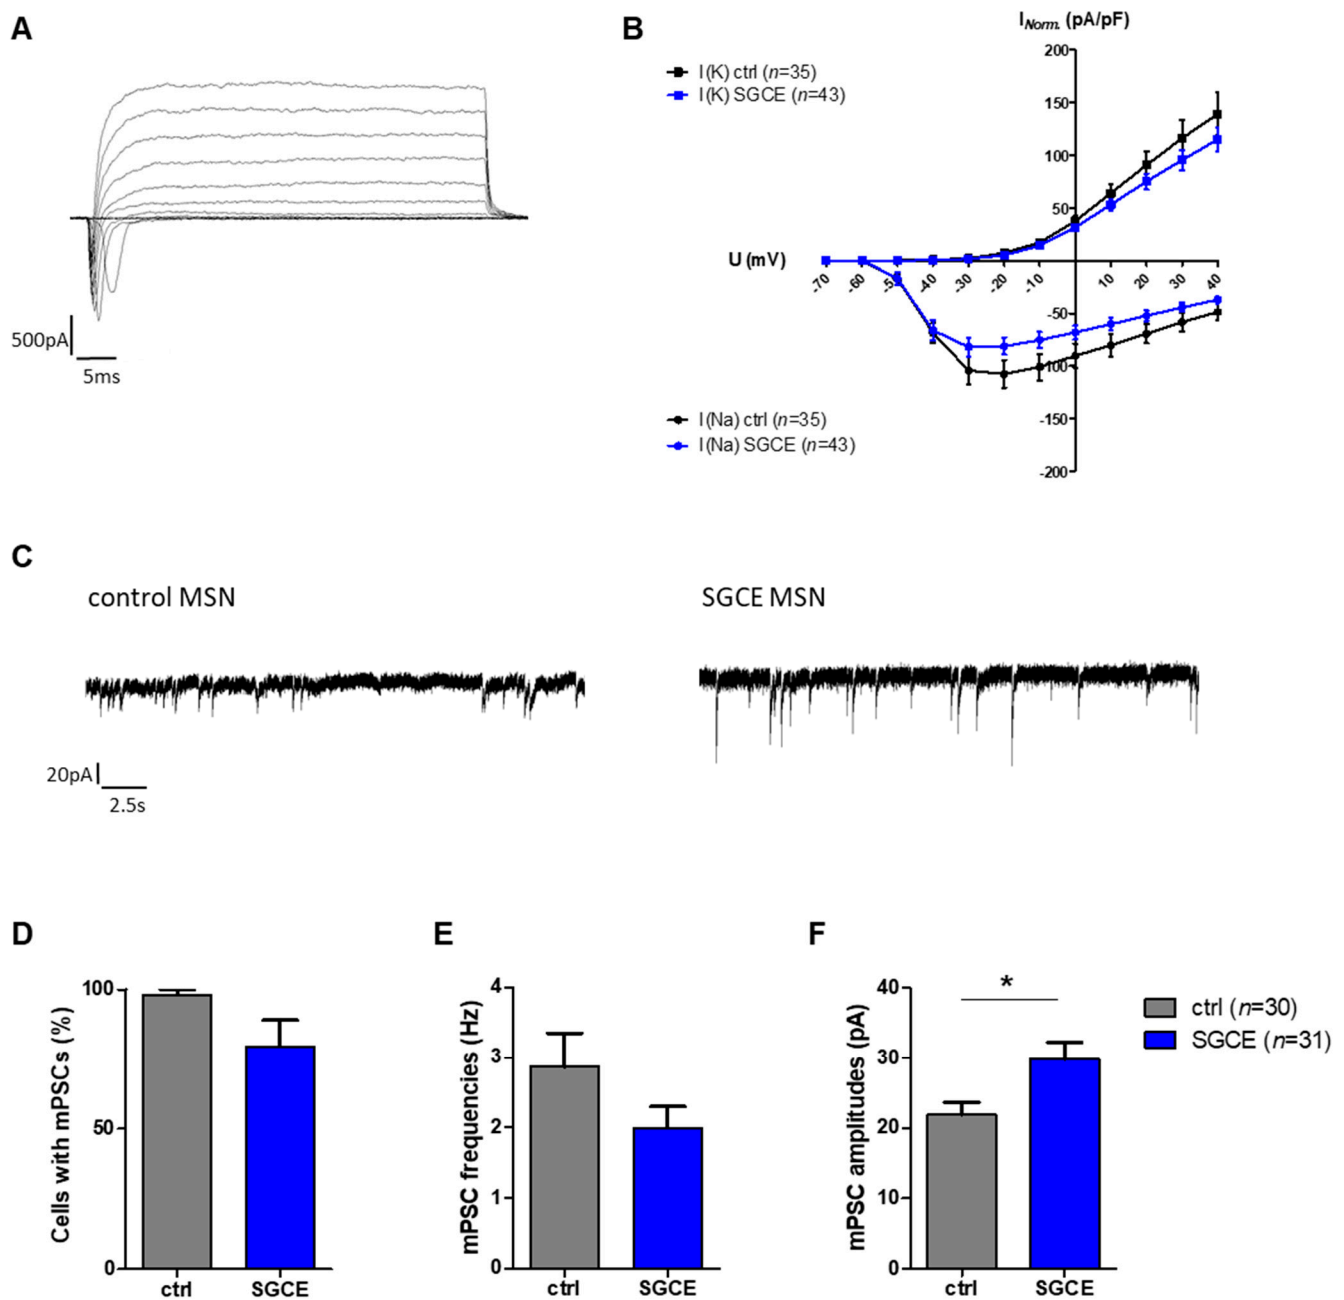 A
500pA
5ms
B
I Norm. (pA/pF)
I(K) ctrl (n=35)
I(K) SGCE (n=43)
200
150
100
50
U (mV)
-70 -60 -50 -40 -30 -20 -10 10 20 30 40
-50
-100
-150
-200
I(Na) ctrl (n=35)
I(Na) SGCE (n=43)
C
control MSN
SGCE MSN
20pA
2.5s
D
Cells with mPSCs (%)
100
50
0
ctrl SGCE
E
mPSC frequencies (Hz)
4
3
2
1
0
ctrl SGCE
F
mPSC amplitudes (pA)
40
30
20
10
0
*
ctrl SGCE
ctrl (n=30)
SGCE (n=31)